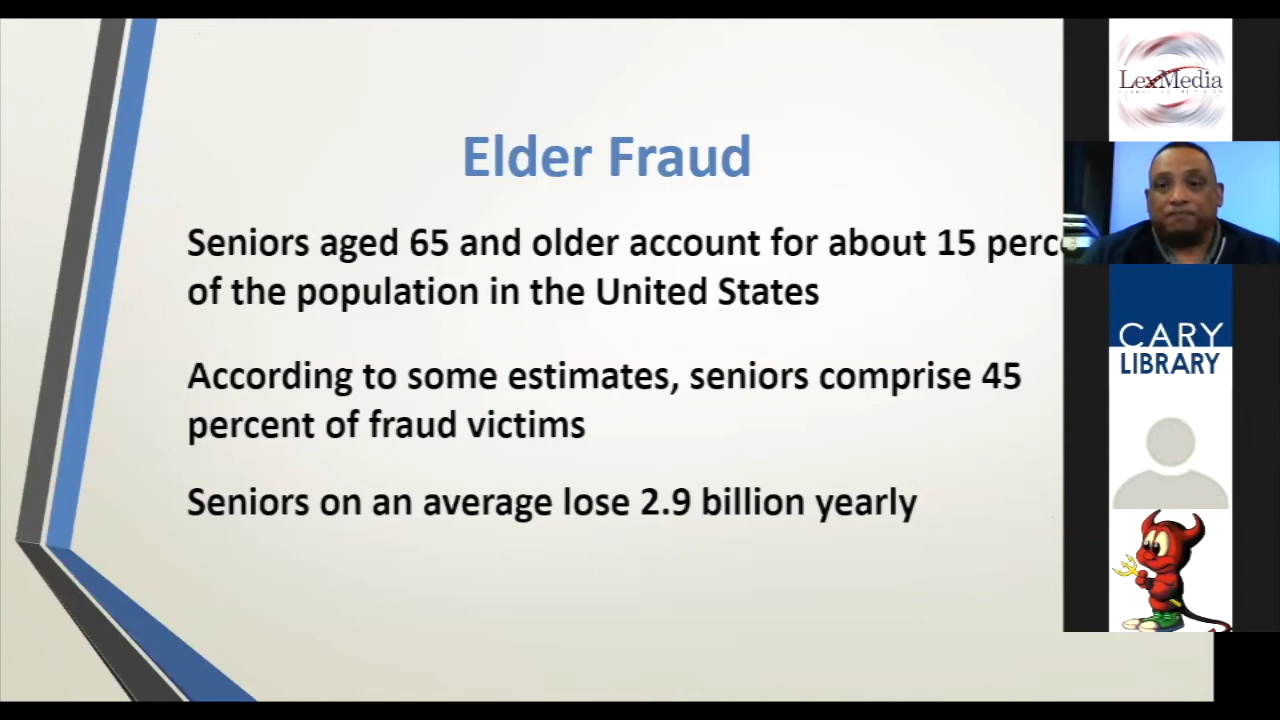 Elder Fraud
Seniors aged 65 and older account for about 15
of the population in the United States
According to some estimates, seniors comprise 45
percent of fraud victims
Seniors on an average lose 2.9 billion yearly
LexMedia
CARY
LIBRARY